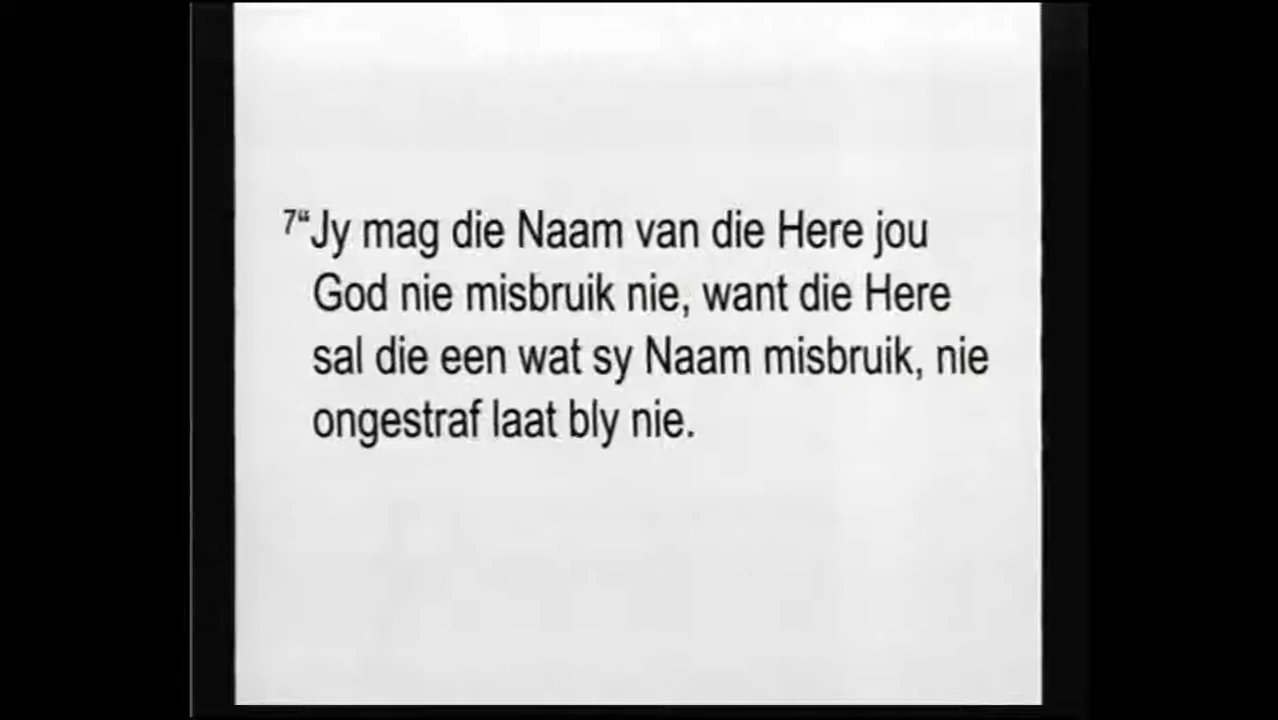 7“Jy mag die Naam van die Here jou
God nie misbruik nie, want die Here
sal die een wat sy Naam misbruik, nie
ongestraf laat bly nie.